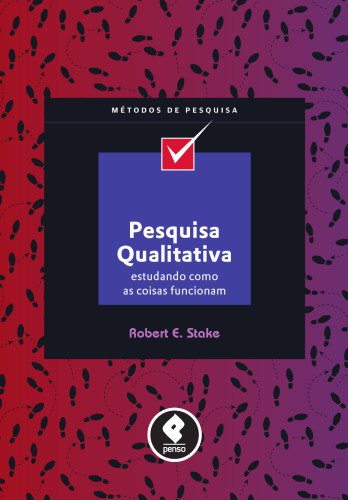 MÉTODOS DE PESQUISA
Pesquisa
Qualitativa
estudando como
as coisas funcionam
Robert E. Stake
penso